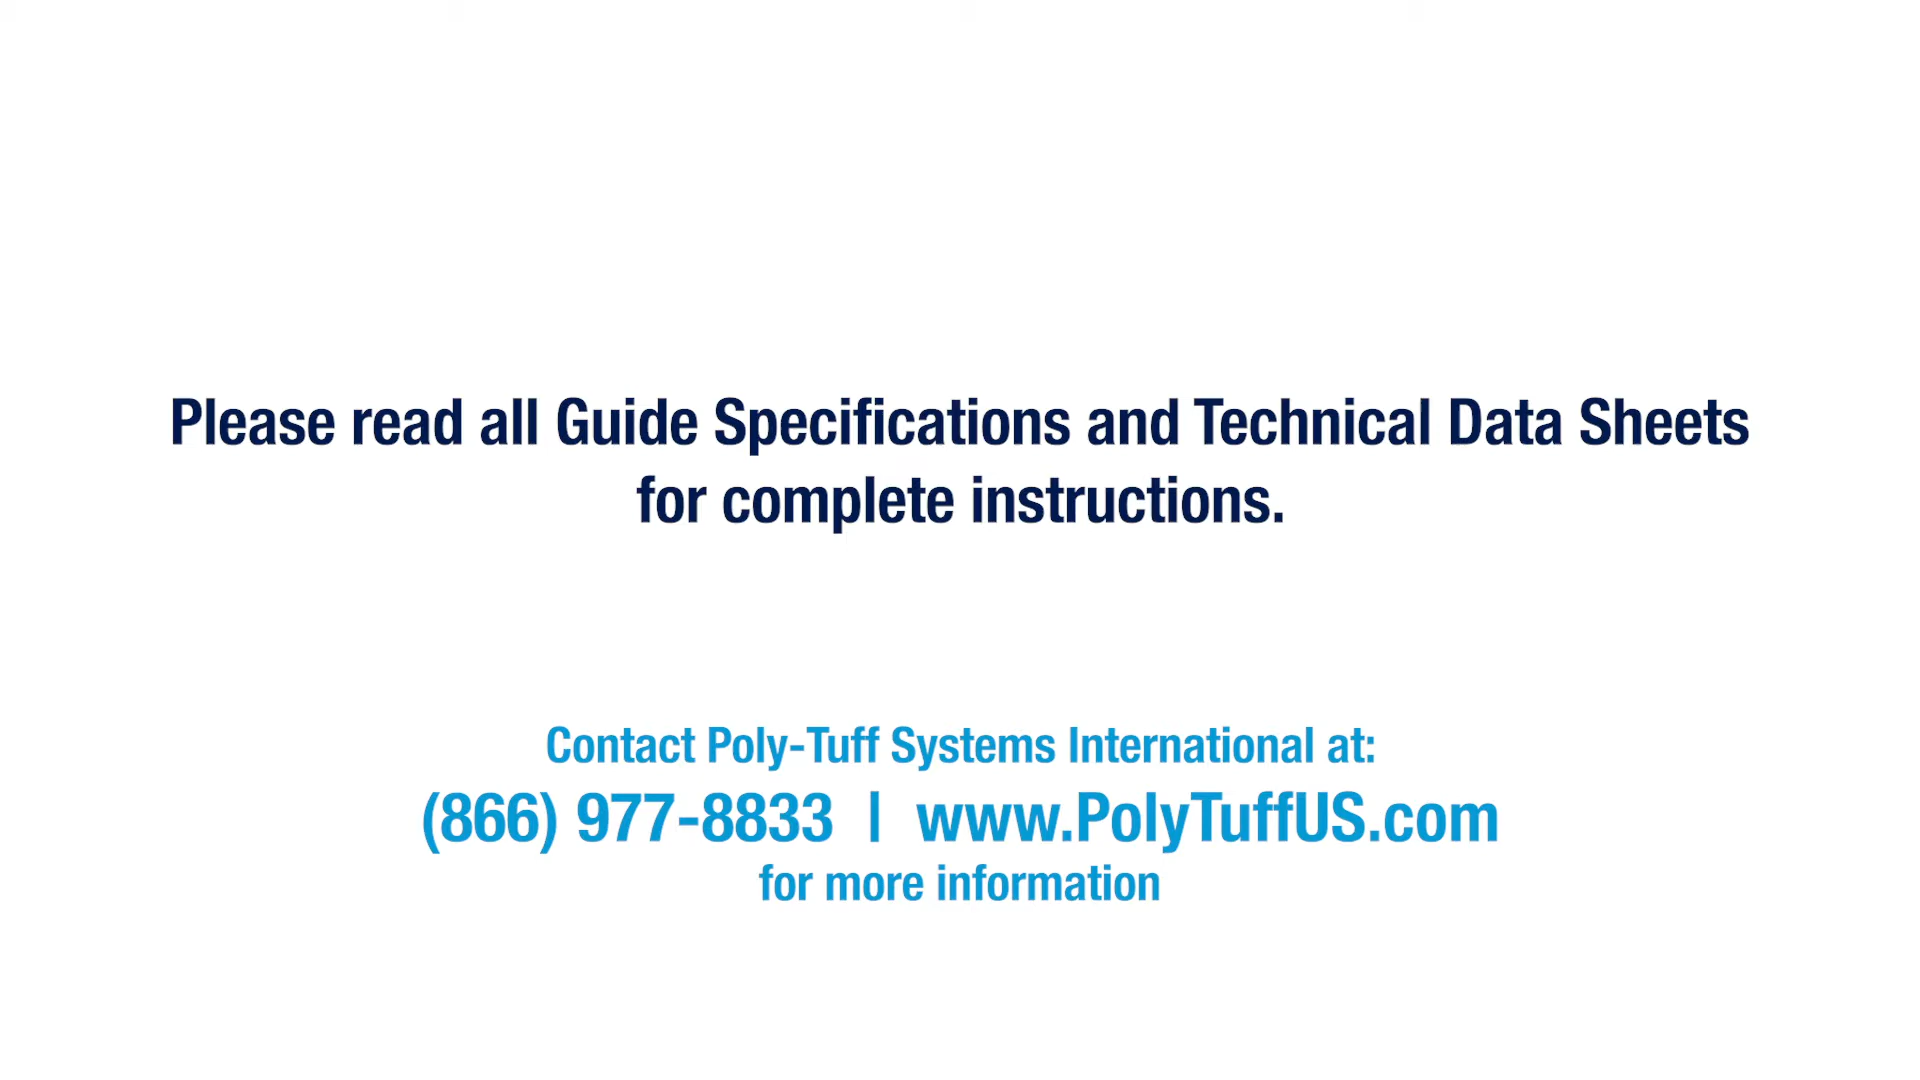 Please read all Guide Specifications and Technical Data Sheets
for complete instructions.
Contact Poly-Tuff Systems International at:
(866) 977-8833 | www.PolyTuffUS.com
for more information